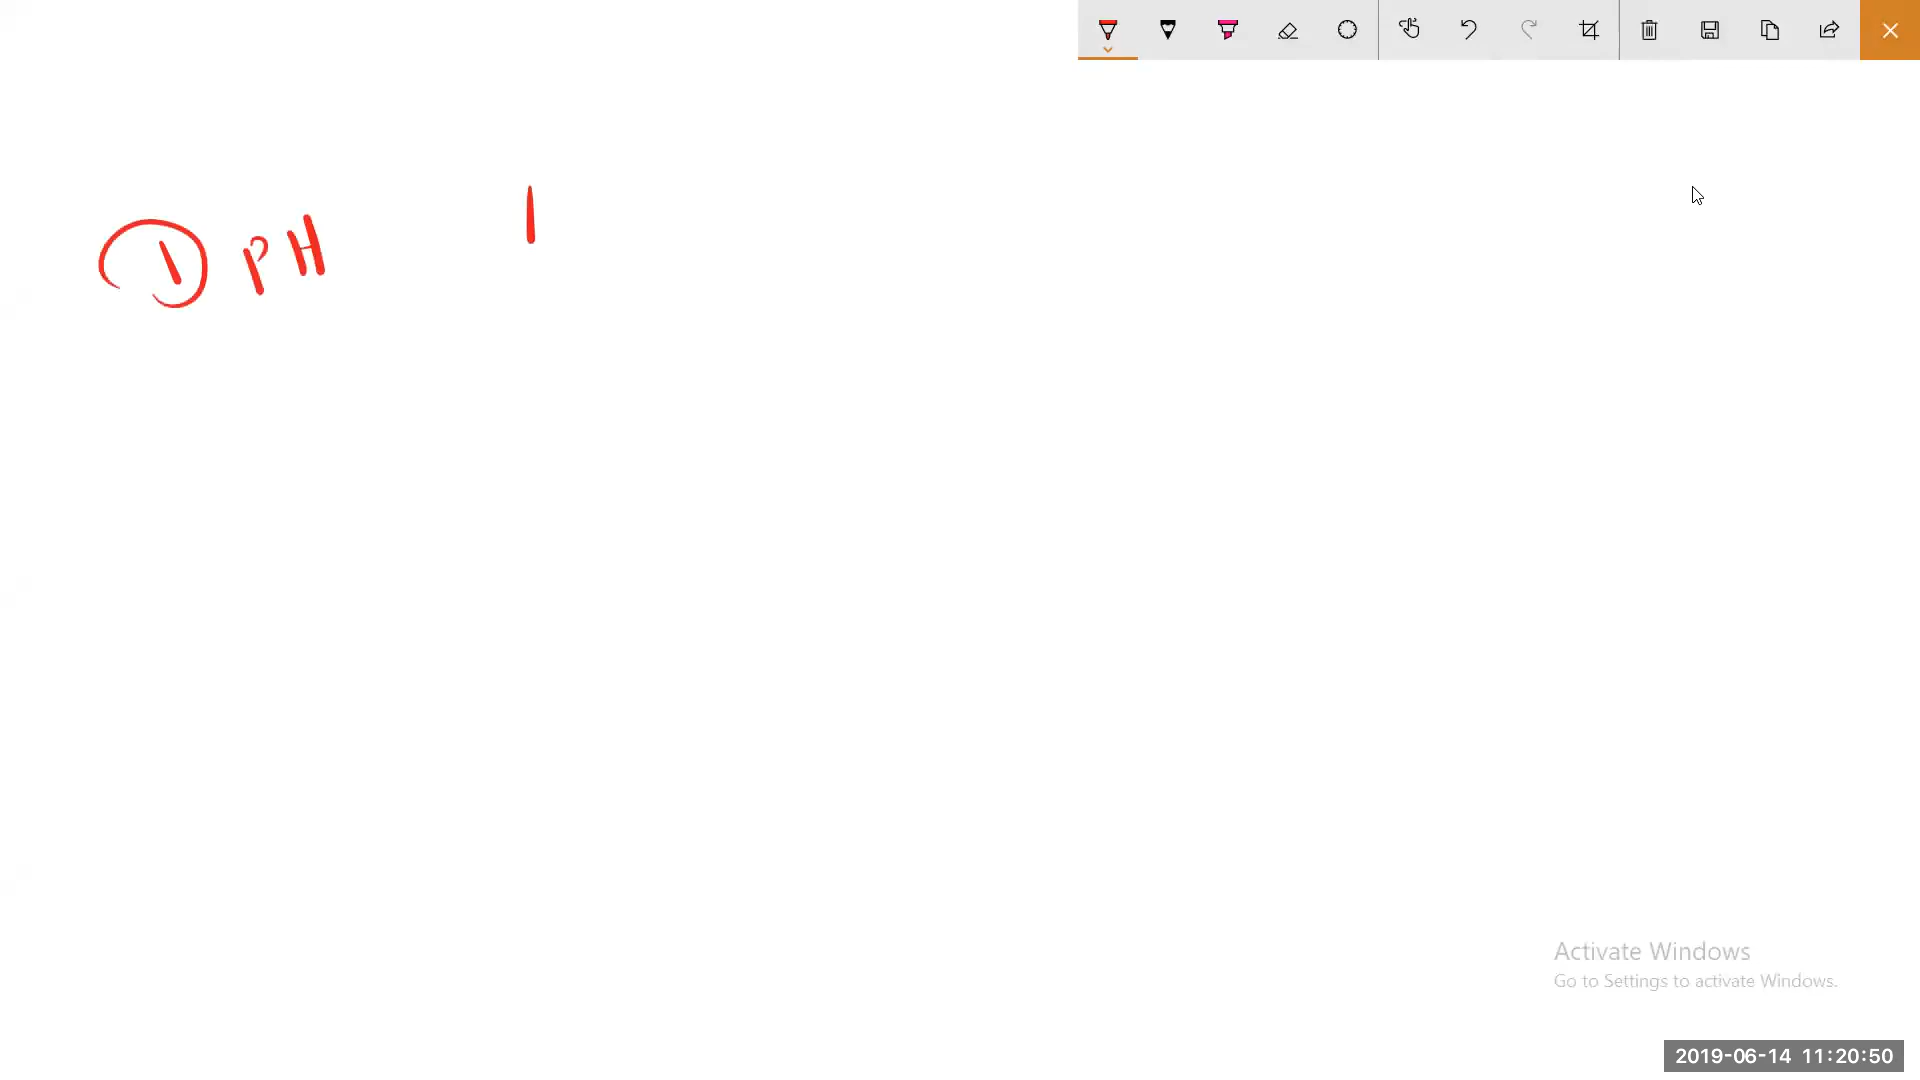 ① PH |
Activate Windows
Go to Settings to activate Windows.
2019-06-14 11:20:50